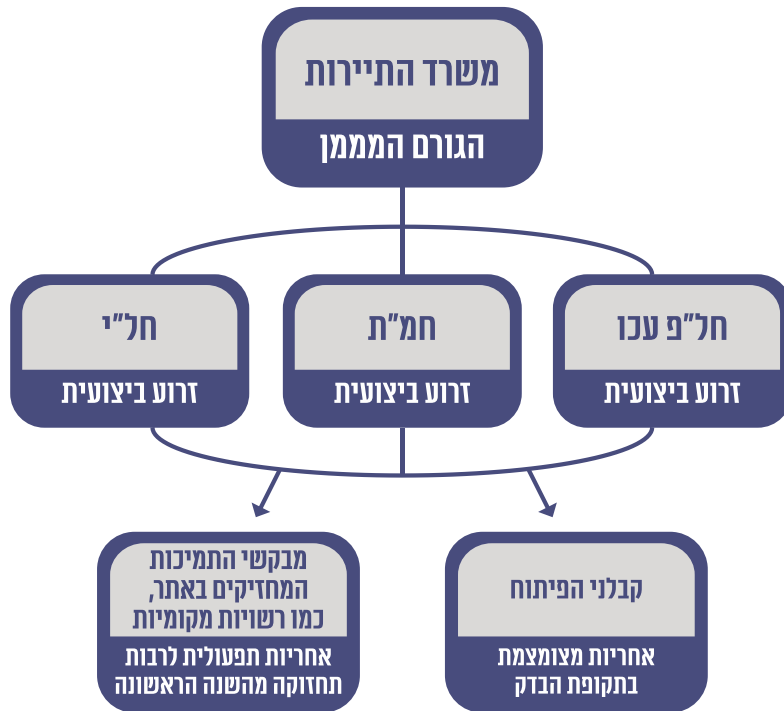 משרד התיירות
הגורם המממן
חל"פ עכו
זרוע ביצועית
חמ"ת
זרוע ביצועית
חל"י
זרוע ביצועית
קבלני הפיתוח
אחריות מצומצמת
בתקופת הבדק
מבקשי התמיכות
המחזיקים באתר,
כמו רשויות מקומיות
אחריות תפעולית לרבות
תחזוקה מהשנה הראשונה